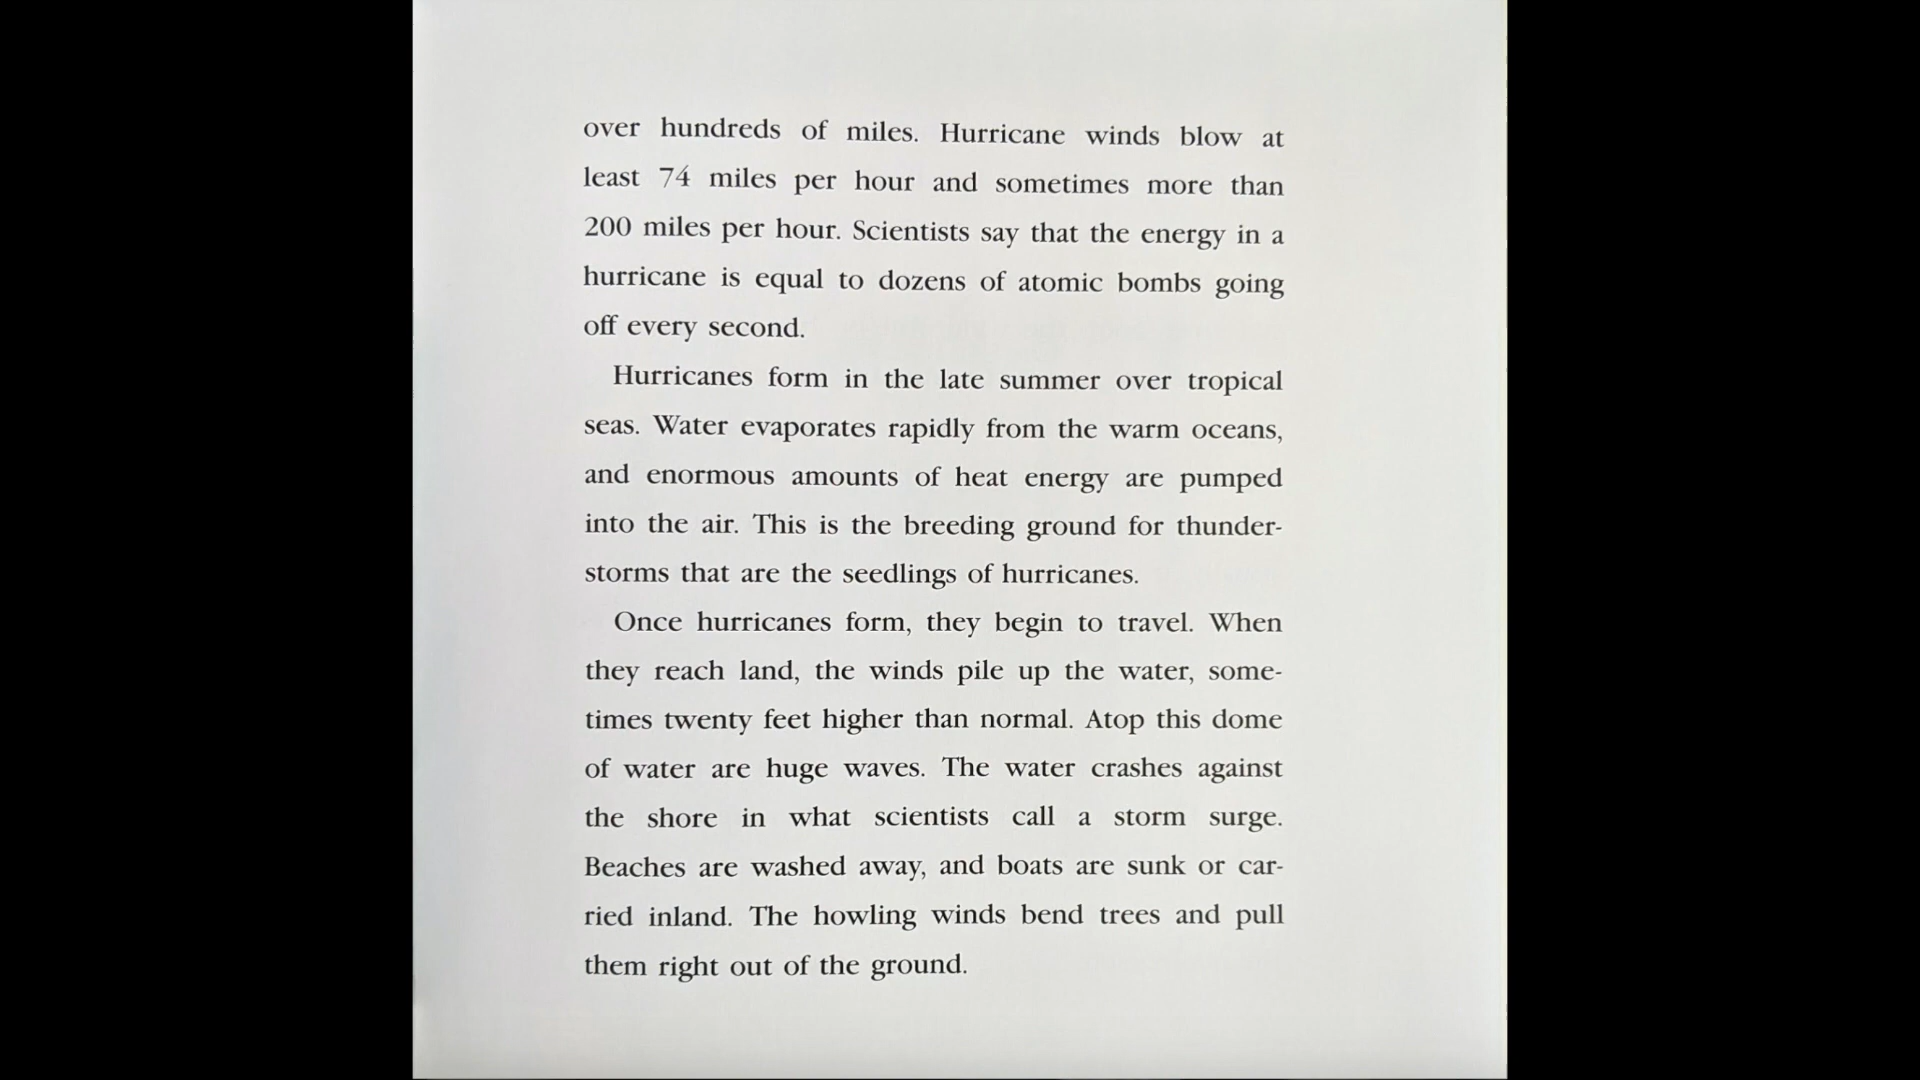 over hundreds of miles. Hurricane winds blow at
least 74 miles per hour and sometimes more than
200 miles per hour. Scientists say that the energy in a
hurricane is equal to dozens of atomic bombs going
off every second.
Hurricanes form in the late summer over tropical
seas. Water evaporates rapidly from the warm oceans,
and enormous amounts of heat energy are pumped
into the air. This is the breeding ground for thunder-
storms that are the seedlings of hurricanes.
Once hurricanes form, they begin to travel. When
they reach land, the winds pile up the water, some-
times twenty feet higher than normal. Atop this dome
of water are huge waves. The water crashes against
the shore in what scientists call a storm surge.
Beaches are washed away, and boats are sunk or car-
ried inland. The howling winds bend trees and pull
them right out of the ground.